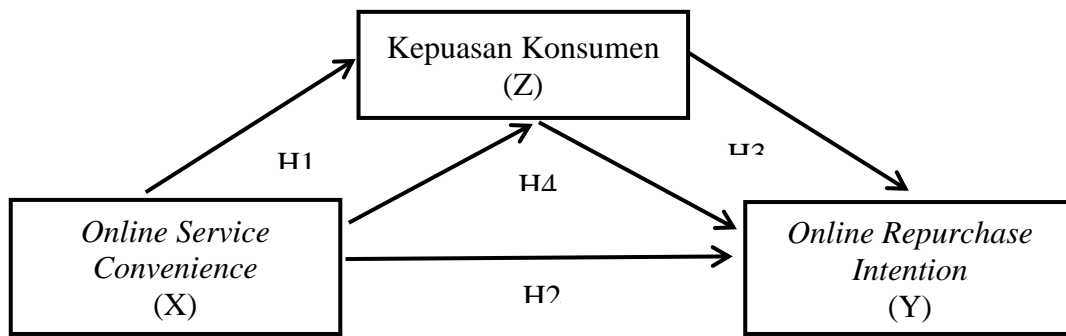 Kepuasan Konsumen
(Z)
H1
H3
H4
Online Service
Convenience
(X)
Online Repurchase
Intention
(Y)
H2